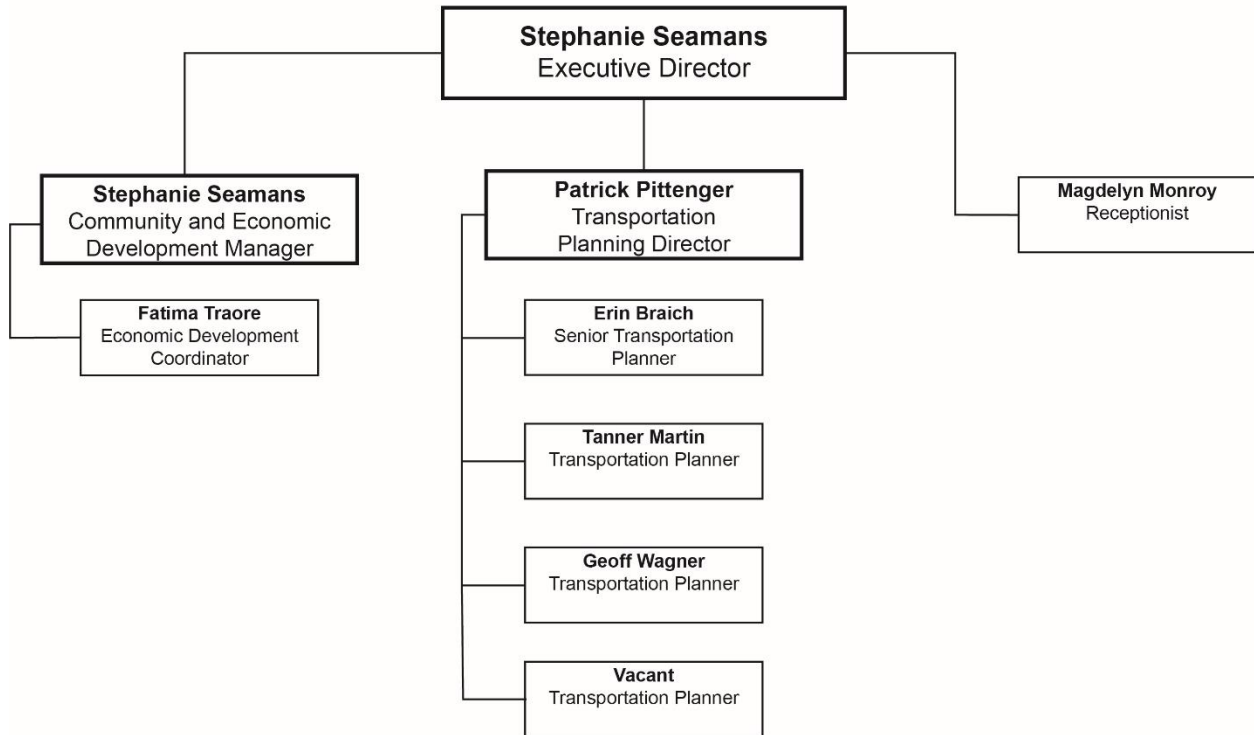 Stephanie Seamans
Executive Director
Stephanie Seamans
Community and Economic
Development Manager
Fatima Traore
Economic Development
Coordinator
Patrick Pittenger
Transportation
Planning Director
Erin Braich
Senior Transportation
Planner
Tanner Martin
Transportation Planner
Geoff Wagner
Transportation Planner
Vacant
Transportation Planner
Magdelyn Monroy
Receptionist